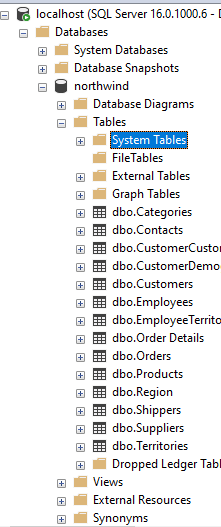 localhost (SQL Server 16.0.1000.6 -
Databases
System Databases
Database Snapshots
northwind
Database Diagrams
Tables
System Tables
FileTables
External Tables
Graph Tables
dbo.Categories
dbo.Contacts
dbo.CustomerCustom
dbo.CustomerDemo
dbo.Customers
dbo.Employees
dbo.EmployeeTerrito
dbo.Order Details
dbo.Orders
dbo.Products
dbo.Region
dbo.Shippers
dbo.Suppliers
dbo.Territories
Dropped Ledger Tabl
Views
External Resources
Synonyms